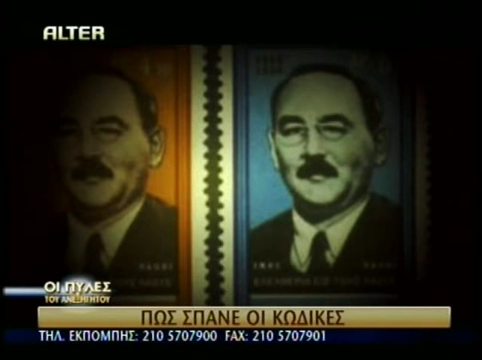 ALTER
ΟΙ ΠΥΛΕΣ
ΤΟΥ ΑΝΕΞΗΓΗΤΟΥ
ΠΩΣ ΣΠΑΝΕ ΟΙ ΚΩΔΙΚΕΣ
ΤΗΛ. ΕΚΠΟΜΠΗΣ: 210 5707900 FAX: 210 5707901